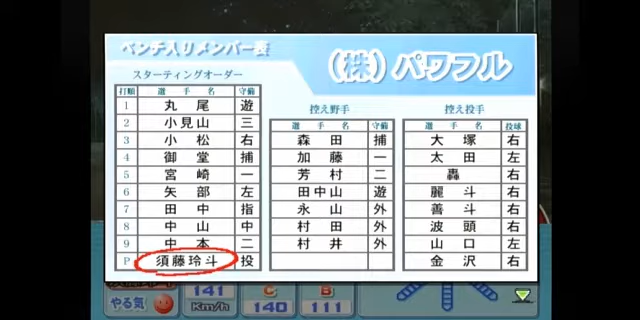 ベンチ入りメンバー表
(株)パワフル
スターティングオーダー
打順 選手名 守備
1 丸尾 遊
2 小見山 三
3 小松 右
4 御堂 捕
5 宮崎 一
6 矢部 左
7 田中 指
8 中山 中
9 中本 二
P 須藤玲斗 投
控え野手
選手名 守備
森田 捕
加藤 一
芳村 二
田中山 遊
永山 外
村田 外
村井 外
控え投手
選手名 投球
大塚 右
太田 左
轟 右
麗斗 右
善斗 右
波頭 右
山口 左
金沢 右
やる気
141
Km/h
C
140
B
111